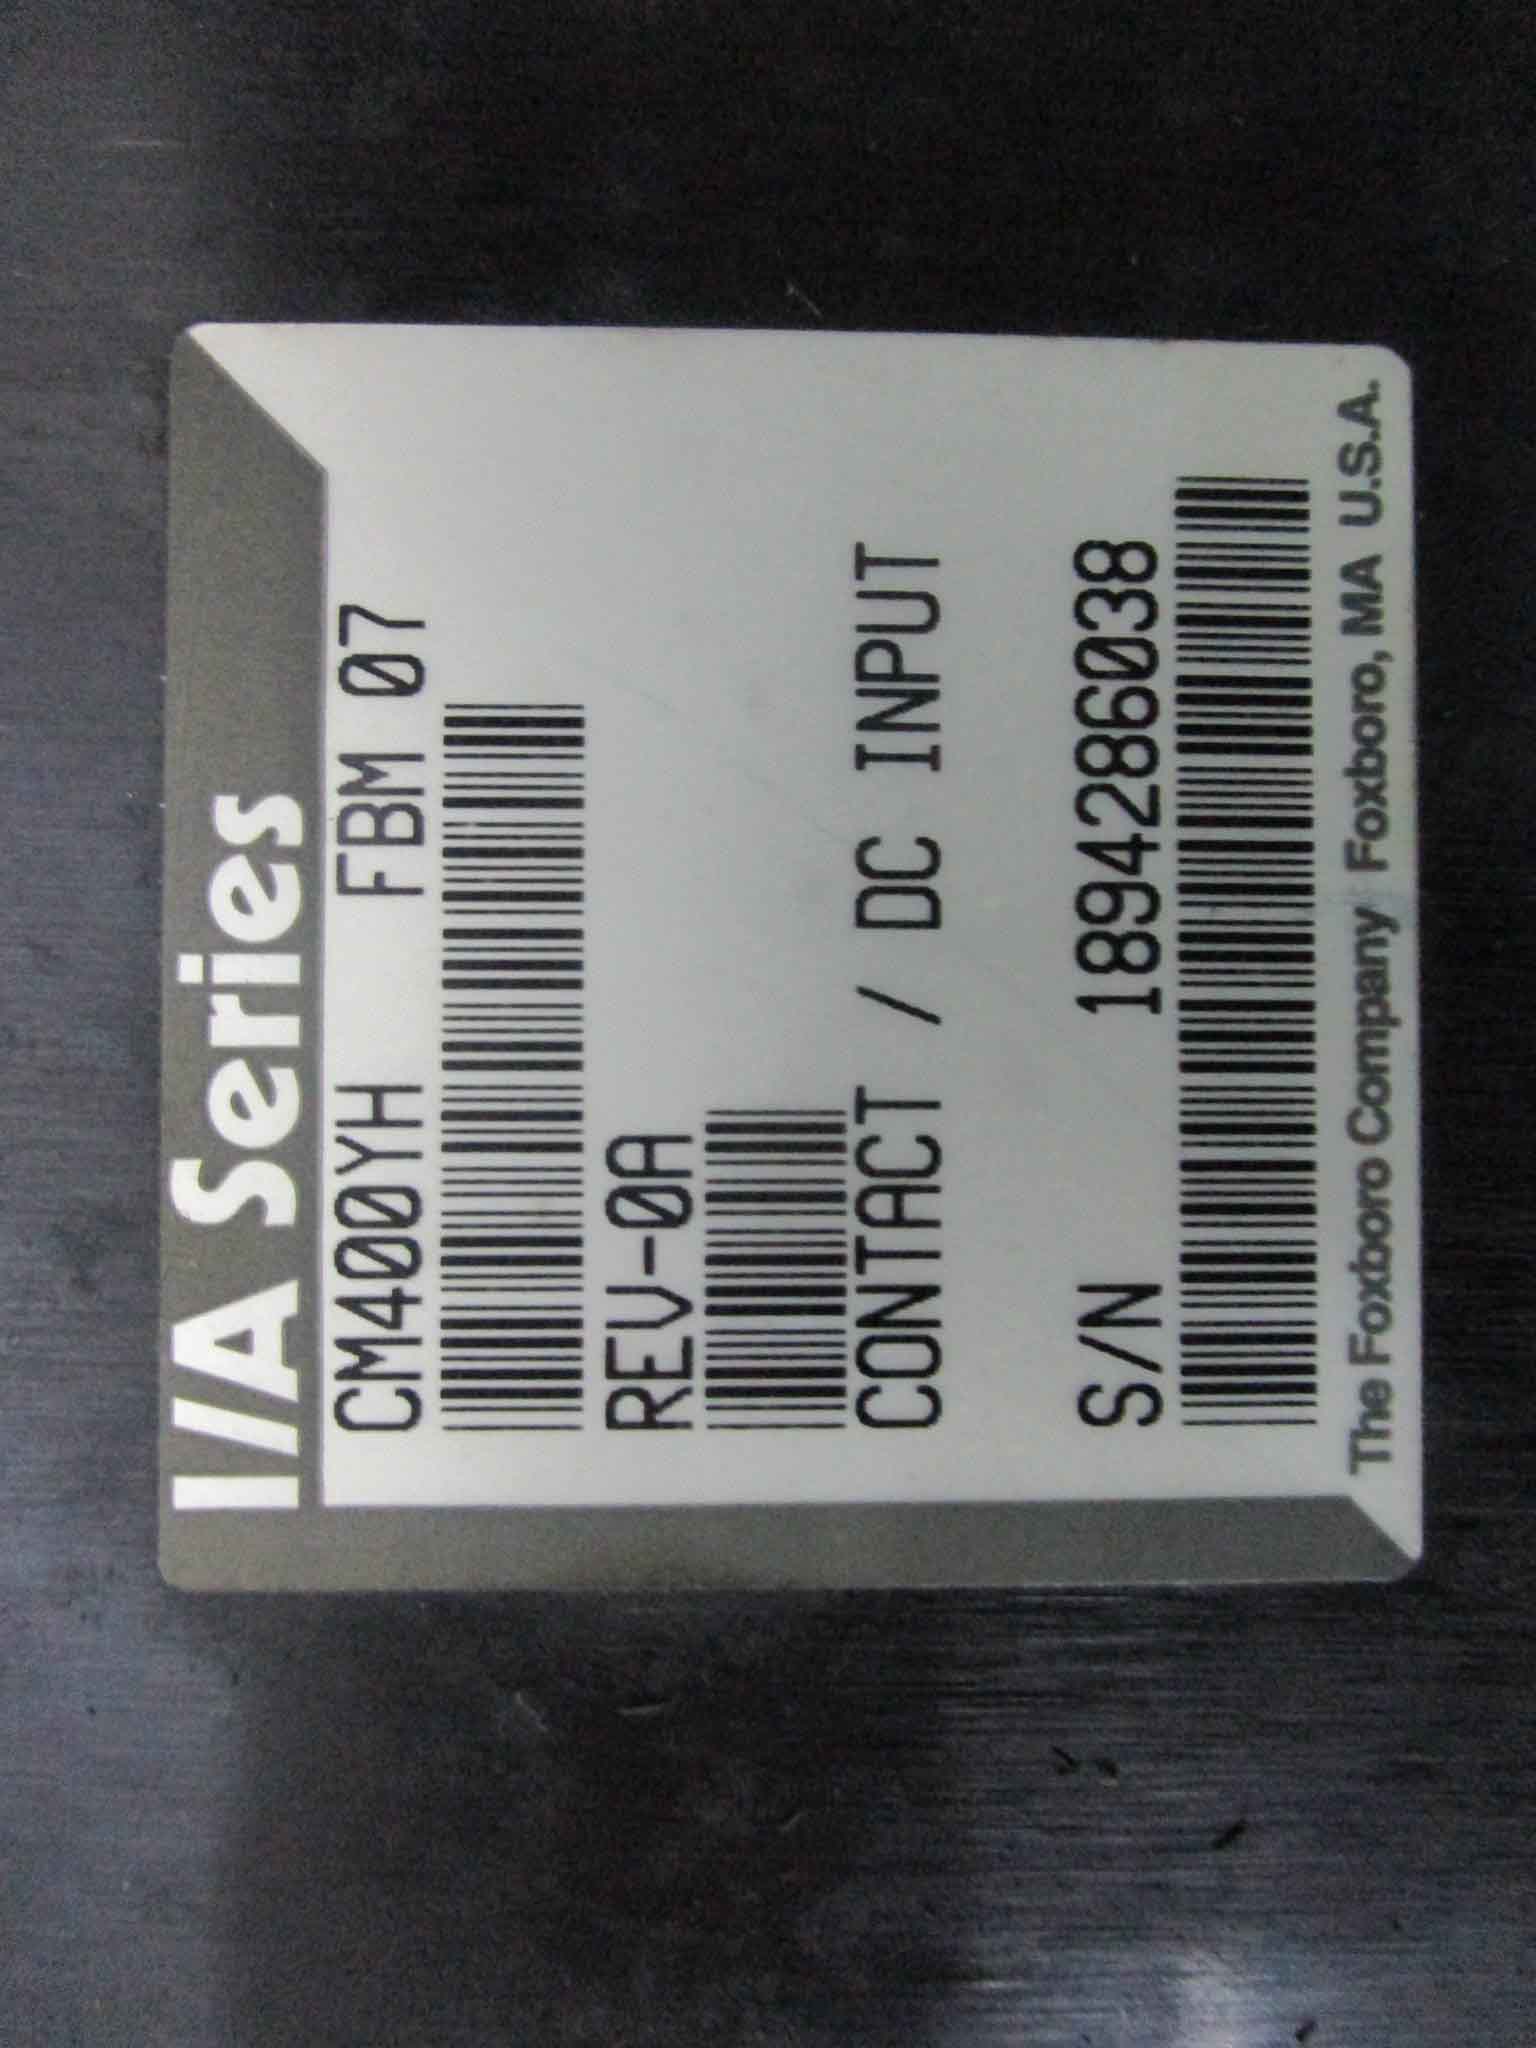 I/A Series
CM400YH FBM 07
REV-0A
CONTACT / DC INPUT
S/N 1894286038
The Foxboro Company Foxboro, MA U.S.A.